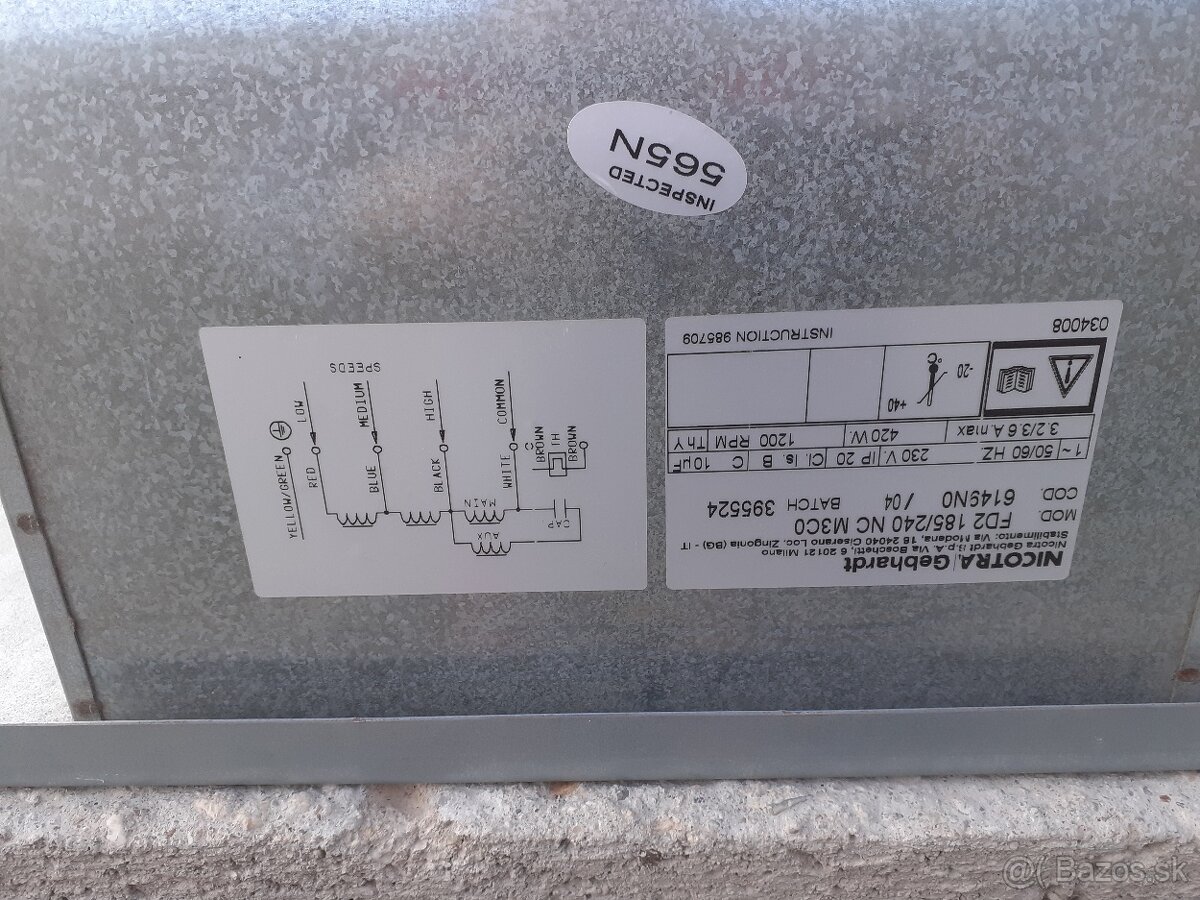 NICOTRA Gebhardt
Nicotra Gebhardt S.p.A. Via Boschetti, 6 20121 Milano
Stabilimento: Via Modena, 18 24040 Ciserano Loc. Zingonia (BG) - IT
MOD. FD2 185/240 NC M3C0
COD. 6149N0 /04 BATCH 395524
1~ 50/60 HZ 230 V. IP 20 Cl. Is B C 10µF
3.2/3.6 A.max 420W. 1200 RPM ThY
-20 °C +40
034008 INSTRUCTION 985709
AUX
CAP
MAIN
YELLOW/GREEN
RED
BLUE
BLACK
WHITE
BROWN
TH
BROWN
C
LOW
MEDIUM
HIGH
COMMON
SPEEDS
INSPECTED
565N
@( Bazos.sk